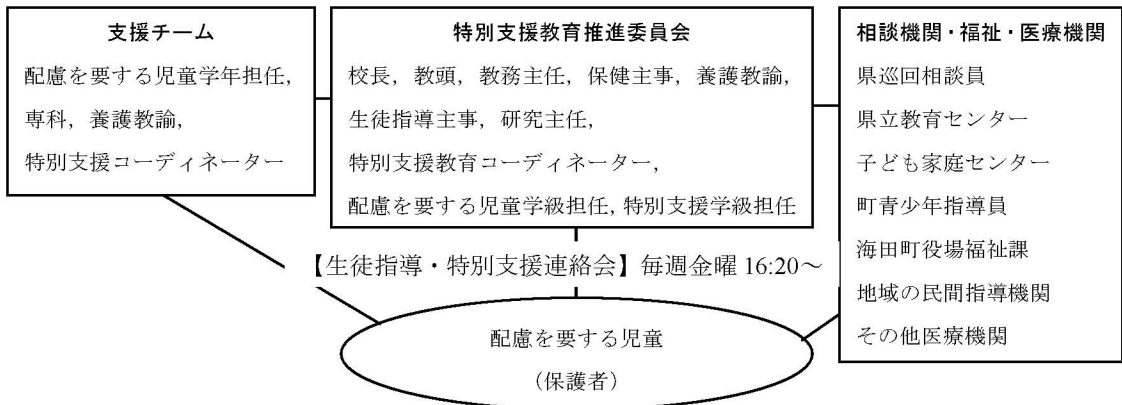 支援チーム
配慮を要する児童学年担任,
専科, 養護教諭,
特別支援コーディネーター
特別支援教育推進委員会
校長, 教頭, 教務主任, 保健主事, 養護教諭,
生徒指導主事, 研究主任,
特別支援教育コーディネーター,
配慮を要する児童学級担任, 特別支援学級担任
相談機関・福祉・医療機関
県巡回相談員
県立教育センター
子ども家庭センター
町青少年指導員
海田町役場福祉課
地域の民間指導機関
その他医療機関
【生徒指導・特別支援連絡会】毎週金曜 16:20~
配慮を要する児童
(保護者)